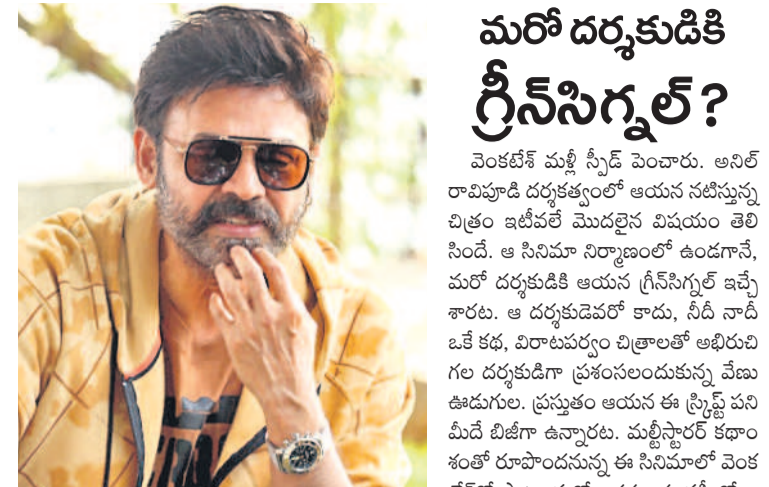 మరో దర్శకుడికి
గ్రీన్‌సిగ్నల్ ?
వెంకటేశ్ మళ్లీ స్పీడ్ పెంచారు. అనిల్
రావిపూడి దర్శకత్వంలో ఆయన నటిస్తున్న
చిత్రం ఇటీవలే మొదలైన విషయం తెలి
సిందే. ఆ సినిమా నిర్మాణంలో ఉండగానే,
మరో దర్శకుడికి ఆయన గ్రీన్‌సిగ్నల్ ఇచ్చే
శారట. ఆ దర్శకుడెవరో కాదు, నీదీ నాదీ
ఒకే కథ, విరాటపర్వం చిత్రాలతో అభిరుచి
గల దర్శకుడిగా ప్రశంసలందుకున్న వేణు
ఊడుగుల. ప్రస్తుతం ఆయన ఈ స్క్రిప్ట్ పని
మీదే బిజీగా ఉన్నారట. మల్టీస్టారర్ కథాం
శంతో రూపొందనున్న ఈ సినిమాలో వెంక